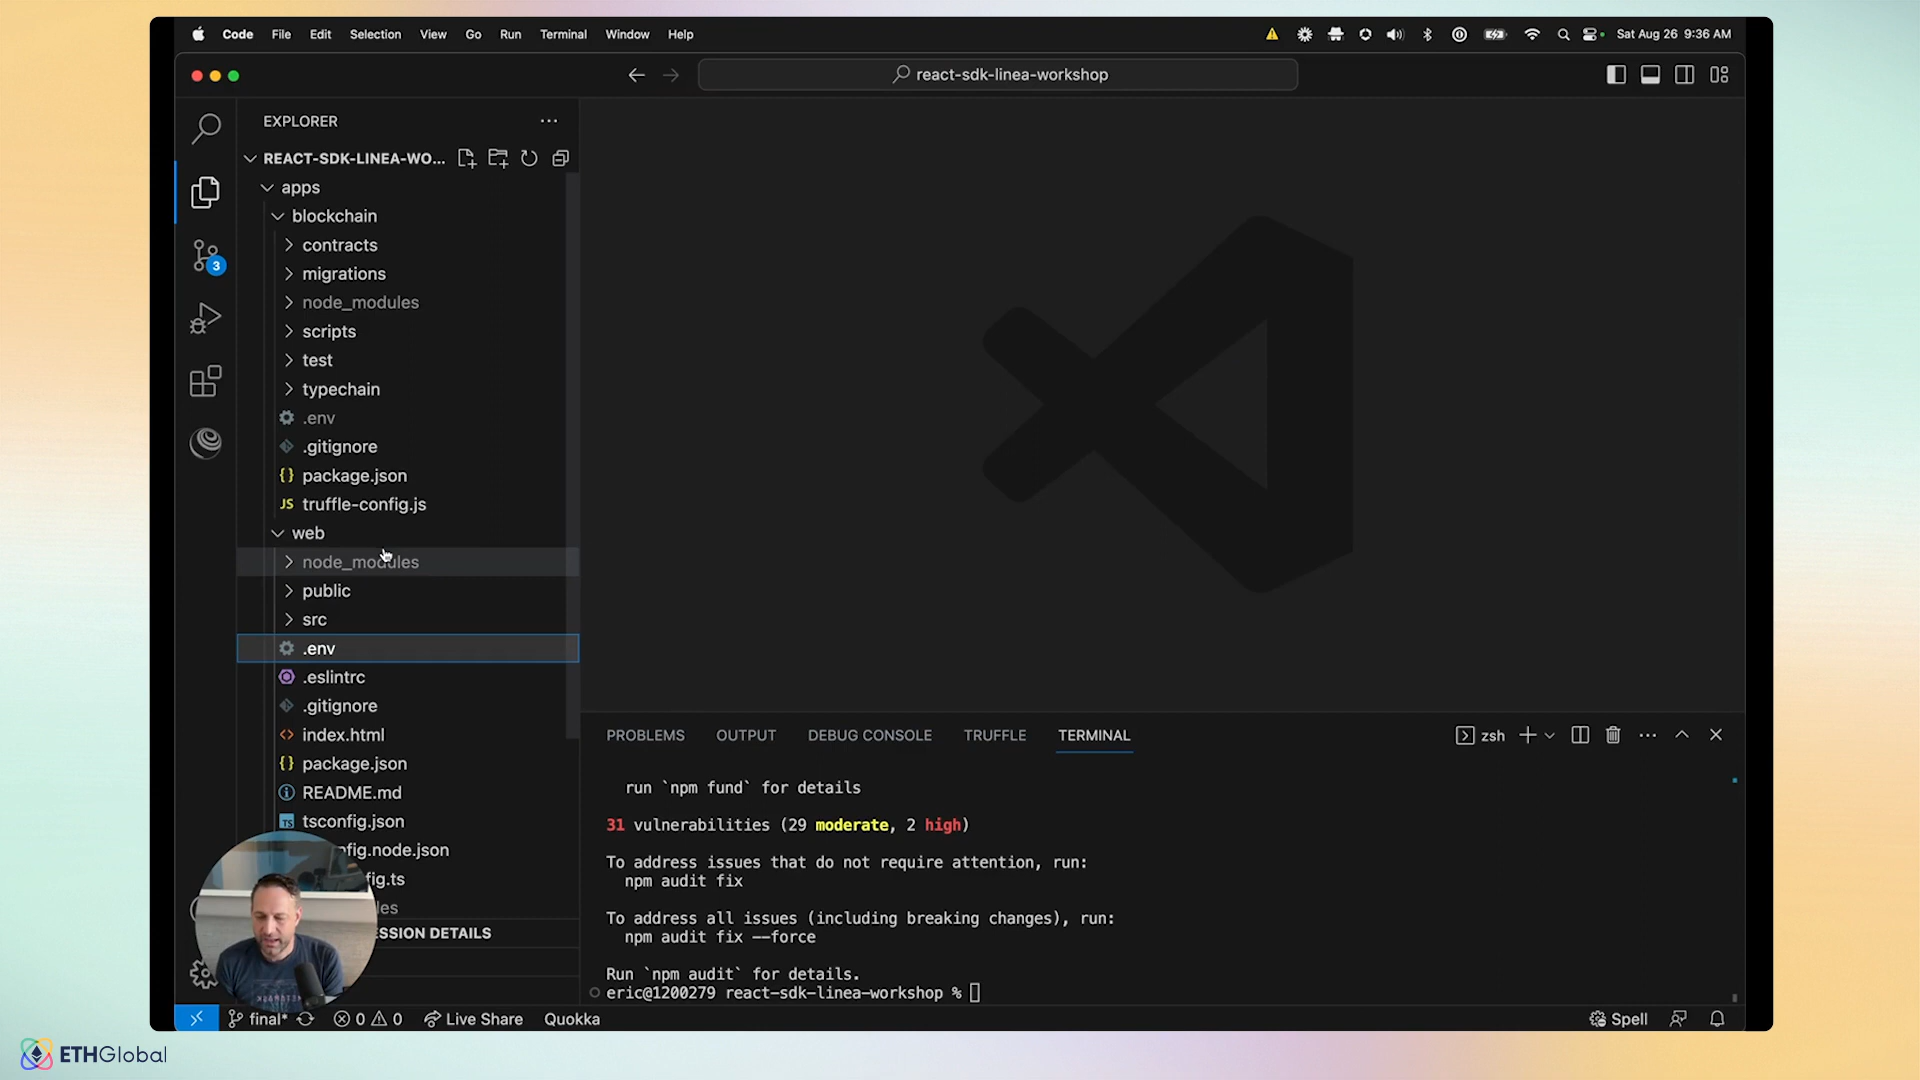 Code File Edit Selection View Go Run Terminal Window Help Sat Aug 26 9:36 AM
react-sdk-linea-workshop
EXPLORER
REACT-SDK-LINEA-WO...
apps
blockchain
contracts
migrations
node_modules
scripts
test
typechain
.env
.gitignore
package.json
truffle-config.js
web
node_modules
public
src
.env
.eslintrc
.gitignore
index.html
package.json
README.md
tsconfig.json
fig.node.json
fig.ts
les
SSION DETAILS
3
PROBLEMS OUTPUT DEBUG CONSOLE TRUFFLE TERMINAL zsh
run `npm fund` for details
31 vulnerabilities (29 moderate, 2 high)
To address issues that do not require attention, run:
npm audit fix
To address all issues (including breaking changes), run:
npm audit fix --force
Run `npm audit` for details.
eric@1200279 react-sdk-linea-workshop %
final* 0 0 Live Share Quokka Spell
ETHGlobal